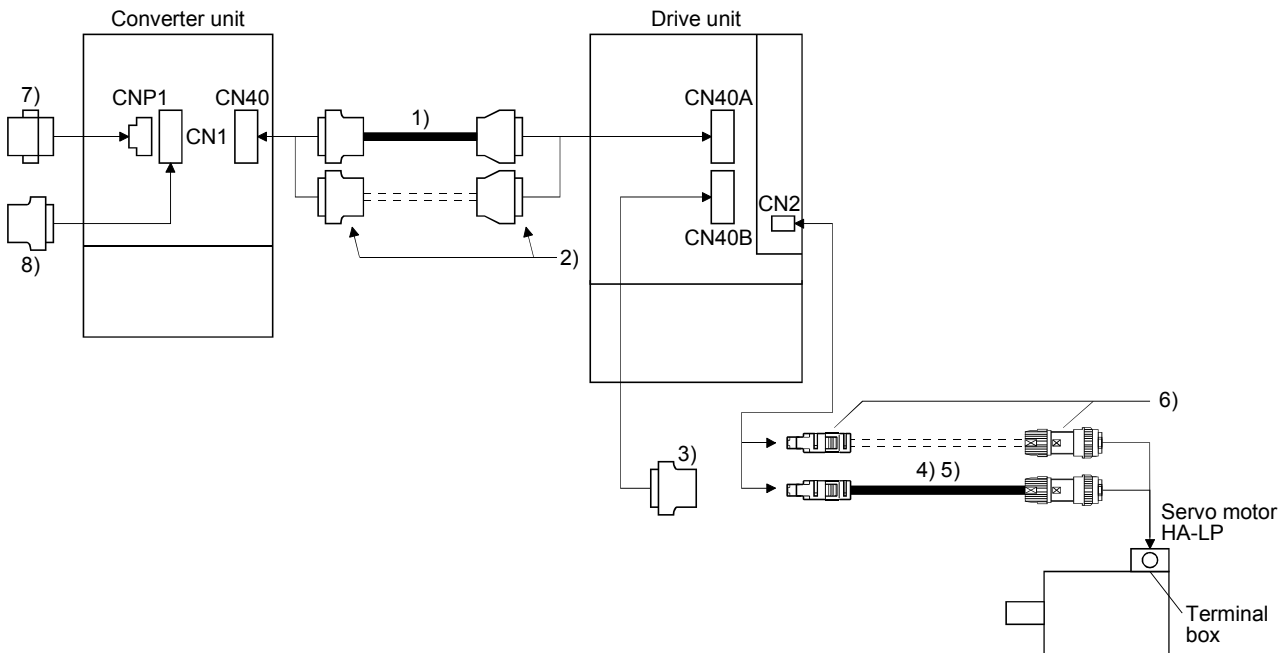 Converter unit
Drive unit
7)
CNP1
CN40
CN1
1)
CN40A
8)
2)
CN2
CN40B
6)
3)
4) 5)
Servo motor
HA-LP
Terminal
box